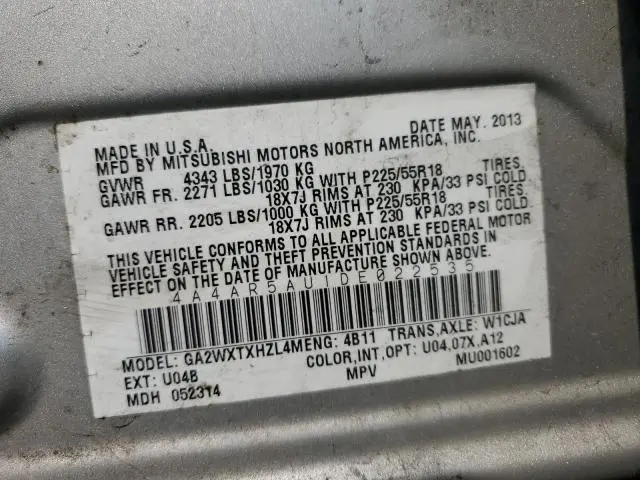 MADE IN U.S.A. DATE MAY. 2013
MFD BY MITSUBISHI MOTORS NORTH AMERICA, INC.
GVWR 4343 LBS/1970 KG
GAWR FR. 2271 LBS/1030 KG WITH P225/55R18 TIRES.
18X7J RIMS AT 230 KPA/33 PSI COLD
GAWR RR. 2205 LBS/1000 KG WITH P225/55R18 TIRES.
18X7J RIMS AT 230 KPA/33 PSI COLD
THIS VEHICLE CONFORMS TO ALL APPLICABLE FEDERAL MOTOR
VEHICLE SAFETY AND THEFT PREVENTION STANDARDS IN
EFFECT ON THE DATE OF MANUFACTURE SHOWN ABOVE.
4A4AR5AU1DE022535
MODEL: GA2WXTXHZL4MENG: 4B11 TRANS,AXLE: W1CJA
EXT: U04B COLOR,INT,OPT: U04,07X,A12
MDH 052314 MPV MU001602